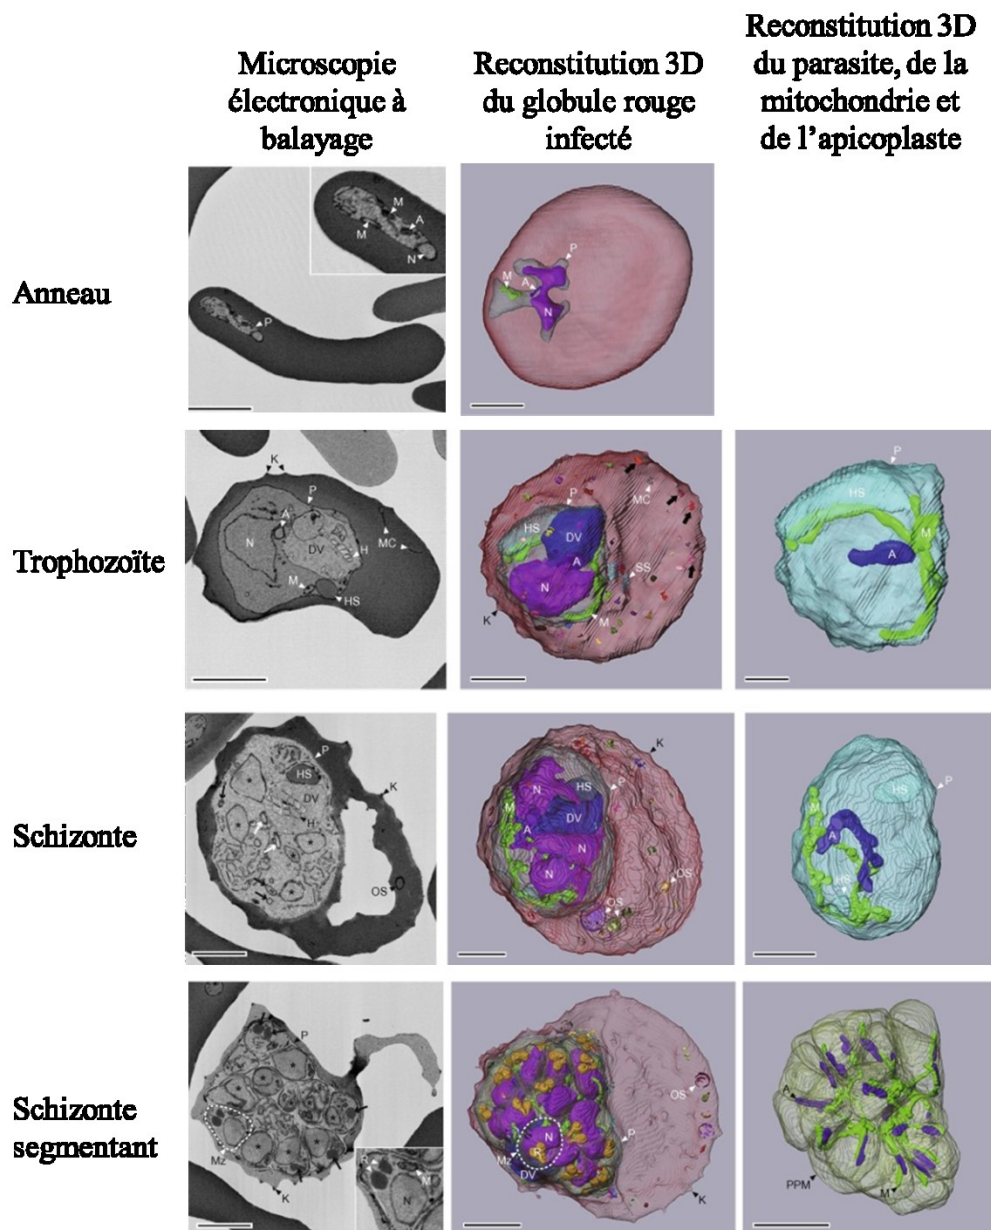 Microscopie
électronique à
balayage
Reconstitution 3D
du globule rouge
infecté
Reconstitution 3D
du parasite, de la
mitochondrie et
de l'apicoplaste
Anneau
M
M
A
N
P
P
M
A
N
Trophozoïte
K
P
A
N
DV
H
MC
M
HS
P
MC
HS
DV
A
SS
N
K
M
P
HS
M
A
Schizonte
P
HS
DV
K
H
OS
K
N
HS
P
M
DV
A
N
N
OS
OS
M
HS
P
A
HS
Schizonte
segmentant
P
Mz
K
R
M
N
OS
N
P
Mz
R
DV
K
A
PPM
M